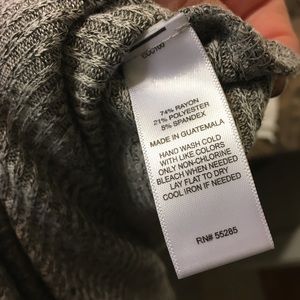 74% RAYON
21% POLYESTER
5% SPANDEX
MADE IN GUATEMALA
HAND WASH COLD
WITH LIKE COLORS
ONLY NON-CHLORINE
BLEACH WHEN NEEDED
LAY FLAT TO DRY
COOL IRON IF NEEDED
RN# 55285